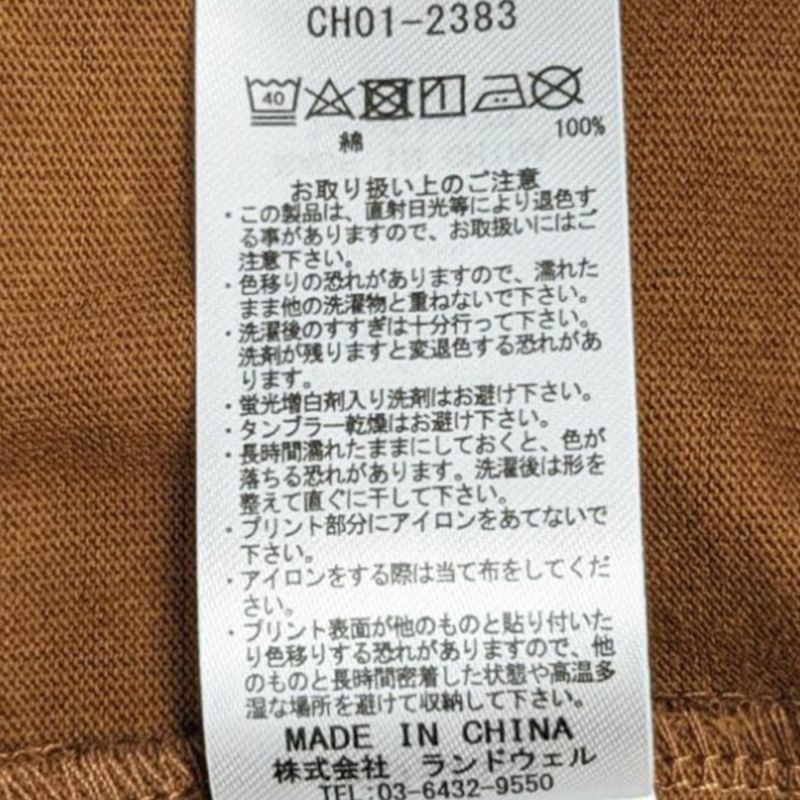 CH01-2383
40
綿 100%
お取り扱い上のご注意
・この製品は、直射日光等により退色す
る事がありますので、お取扱いにはご
注意下さい。
・色移りの恐れがありますので、濡れた
まま他の洗濯物と重ねないで下さい。
・洗濯後のすすぎは十分行って下さい。
洗剤が残りますと変退色する恐れがあ
ります。
・蛍光増白剤入り洗剤はお避け下さい。
・タンブラー乾燥はお避け下さい。
・長時間濡れたままにしておくと、色が
落ちる恐れがあります。洗濯後は形を
整えて直ぐに干して下さい。
・プリント部分にアイロンをあてないで
下さい。
・アイロンをする際は当て布をしてくだ
さい。
・プリント表面が他のものと貼り付いた
り色移りする恐れがありますので、他
のものと長時間密着した状態や高温多
湿な場所を避けて収納して下さい。
MADE IN CHINA
株式会社 ランドウェル
TEL:03-6432-9550